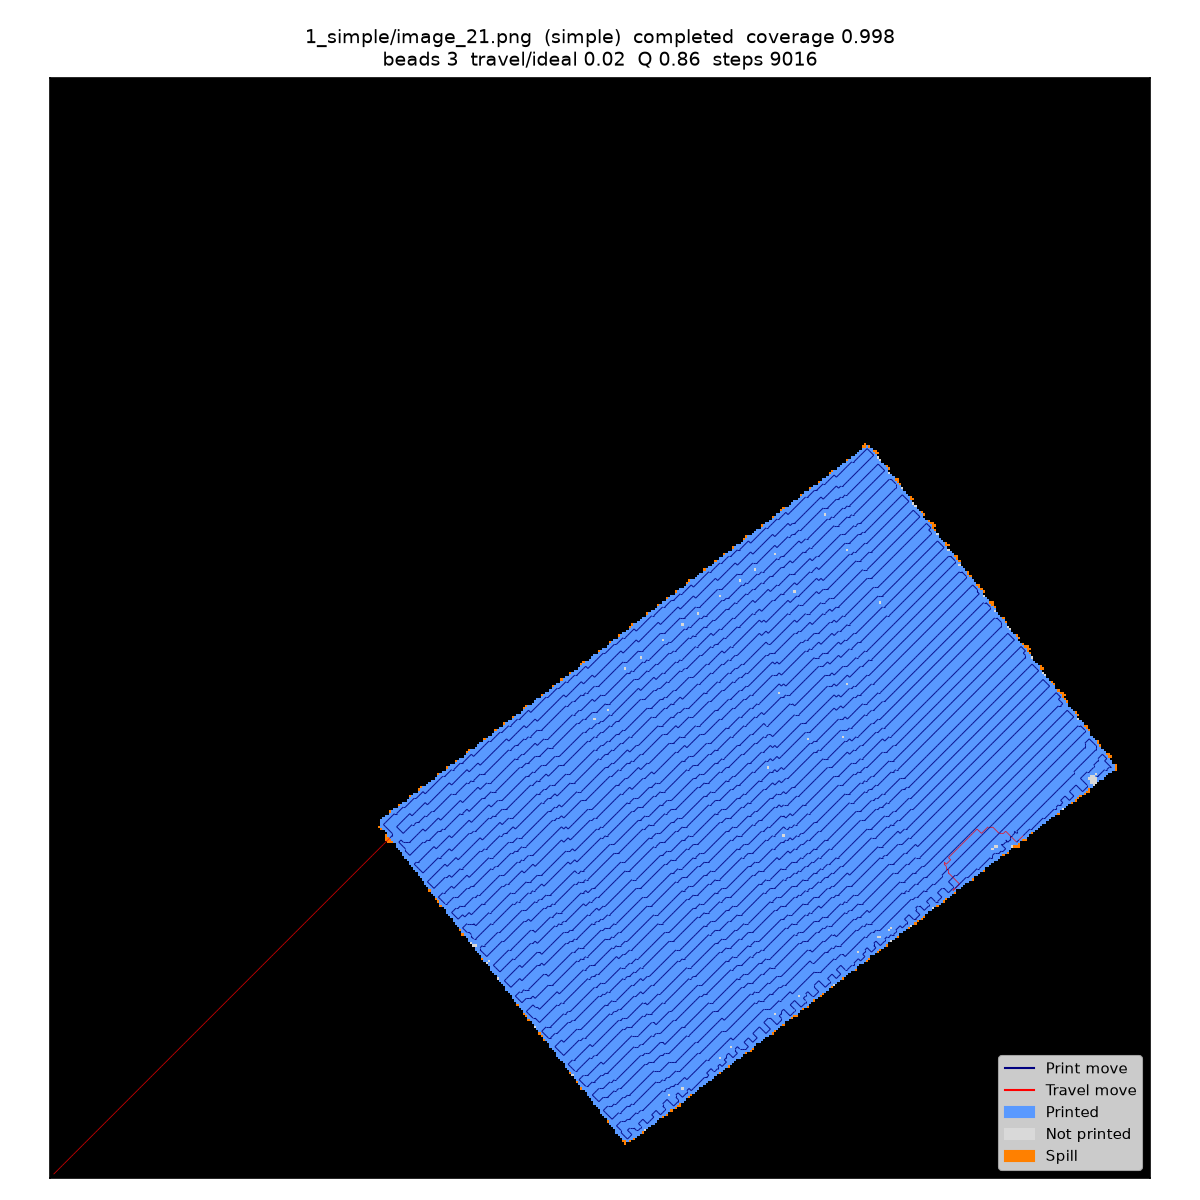 1_simple/image_21.png  (simple)  completed  coverage 0.998
beads 3  travel/ideal 0.02  Q 0.86  steps 9016
Print move
Travel move
Printed
Not printed
Spill